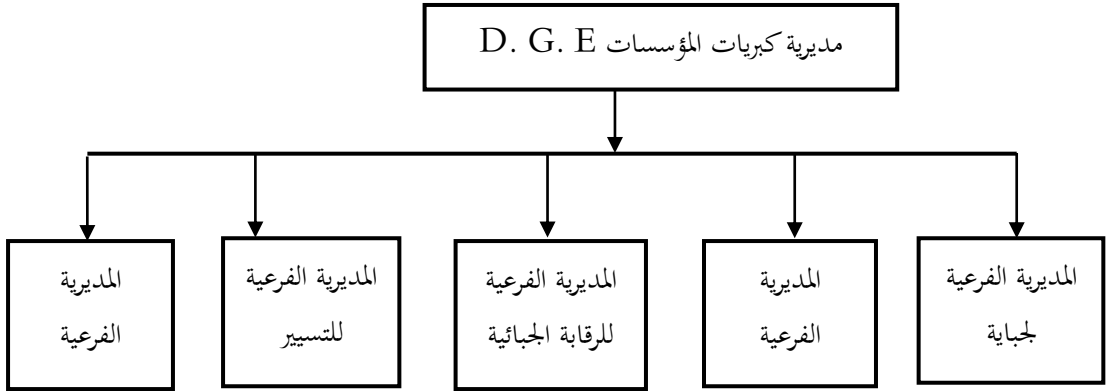 مديرية كبريات المؤسسات D. G. E
المديرية الفرعية
لجباية
المديرية
الفرعية
المديرية الفرعية
للرقابة الجبائية
المديرية الفرعية
للتسيير
المديرية
الفرعية